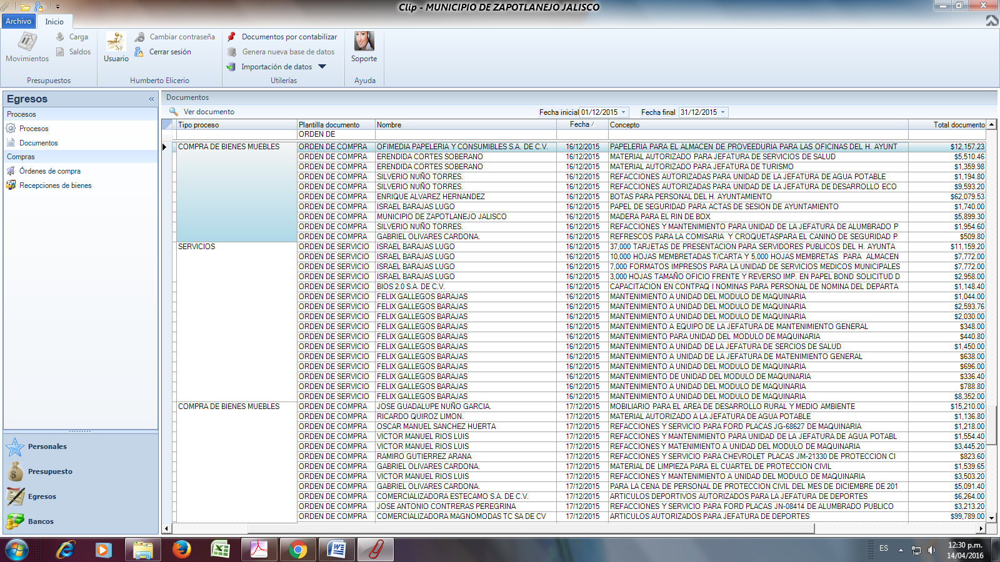 Clip - MUNICIPIO DE ZAPOTLANEJO JALISCO
Archivo Inicio
Movimientos
Carga
Saldos
Presupuestos
Usuario
Cambiar contraseña
Cerrar sesión
Humberto Elicerio
Documentos por contabilizar
Genera nueva base de datos
Importación de datos
Utilerías
Soporte
Ayuda
Egresos «
Procesos
Procesos
Documentos
Compras
Órdenes de compra
Recepciones de bienes
Personales
Presupuesto
Egresos
Bancos
Documentos
Ver documento Fecha inicial 01/12/2015 Fecha final 31/12/2015
Tipo proceso Plantilla documento Nombre Fecha Concepto Total documento
ORDEN DE
COMPRA DE BIENES MUEBLES ORDEN DE COMPRA OFIMEDIA PAPELERIA Y CONSUMIBLES S.A. DE C.V. 16/12/2015 PAPELERIA PARA EL ALMACEN DE PROVEEDURIA PARA LAS OFICINAS DEL H. AYUNT $12,157.23
ORDEN DE COMPRA ERENDIDA CORTES SOBERANO 16/12/2015 MATERIAL AUTORIZADO PARA JEFATURA DE SERVICIOS DE SALUD $5,510.46
ORDEN DE COMPRA ERENDIDA CORTES SOBERANO 16/12/2015 MATERIAL AUTORIZADO PARA JEFATURA DE TURISMO $1,359.98
ORDEN DE COMPRA SILVERIO NUÑO TORRES. 16/12/2015 REFACCIONES AUTORIZADAS PARA UNIDAD DE LA JEFATURA DE AGUA POTABLE $1,194.80
ORDEN DE COMPRA SILVERIO NUÑO TORRES. 16/12/2015 REFACCIONES AUTORIZADAS PARA UNIDAD DE LA JEFATURA DE DESARROLLO ECO $9,593.20
ORDEN DE COMPRA ENRIQUE ALVAREZ HERNANDEZ 16/12/2015 BOTAS PARA PERSONAL DEL H. AYUNTAMIENTO $62,079.53
ORDEN DE COMPRA ISRAEL BARAJAS LUGO 16/12/2015 PAPEL DE SEGURIDAD PARA ACTAS DE SESION DE AYUNTAMIENTO $1,740.00
ORDEN DE COMPRA MUNICIPIO DE ZAPOTLANEJO JALISCO 16/12/2015 MADERA PARA EL RIN DE BOX $5,899.30
ORDEN DE COMPRA SILVERIO NUÑO TORRES. 16/12/2015 REFACCIONES Y MANTENIMIENTO PARA UNIDAD DE LA JEFATURA DE ALUMBRADO P $1,954.60
ORDEN DE COMPRA GABRIEL OLIVARES CARDONA. 16/12/2015 REFRESCOS PARA LA COMISARIA Y CROQUETASPARA EL CANINO DE SEGURIDAD P $509.80
SERVICIOS ORDEN DE SERVICIO ISRAEL BARAJAS LUGO 16/12/2015 37,000 TARJETAS DE PRESENTACION PARA SERVIDORES PUBLICOS DEL H. AYUNTA $11,159.20
ORDEN DE SERVICIO ISRAEL BARAJAS LUGO 16/12/2015 10,000 HOJAS MEMBRETADAS T/CARTA Y 5,000 HOJAS MEMBRETAS PARA ALMACEN $7,772.00
ORDEN DE SERVICIO ISRAEL BARAJAS LUGO 16/12/2015 7,000 FORMATOS IMPRESOS PARA LA UNIDAD DE SERVICIOS MEDICOS MUNICIPALES $7,772.00
ORDEN DE SERVICIO ISRAEL BARAJAS LUGO 16/12/2015 3,000 HOJAS TAMAÑO OFICIO FRENTE Y REVERSO IMP. EN PAPEL BOND SOLICITUD D $2,958.00
ORDEN DE SERVICIO BIOS 2.0 S.A. DE C.V. 16/12/2015 CAPACITACION EN CONTPAQ I NOMINAS PARA PERSONAL DE NOMINA DEL DEPARTA $1,148.40
ORDEN DE SERVICIO FELIX GALLEGOS BARAJAS 16/12/2015 MANTENIMIENTO A UNIDAD DEL MODULO DE MAQUINARIA $1,044.00
ORDEN DE SERVICIO FELIX GALLEGOS BARAJAS 16/12/2015 MANTENIMIENTO A UNIDAD DEL MODULO DE MAQUINARIA $2,593.76
ORDEN DE SERVICIO FELIX GALLEGOS BARAJAS 16/12/2015 MANTENIMIENTO A UNIDAD DEL MODULO DE MAQUINARIA $2,030.00
ORDEN DE SERVICIO FELIX GALLEGOS BARAJAS 16/12/2015 MANTENIMIENTO A EQUIPO DE LA JEFATURA DE MANTENIMIENTO GENERAL $348.00
ORDEN DE SERVICIO FELIX GALLEGOS BARAJAS 16/12/2015 MANTENIMIENTO PARA UNIDAD DEL MODULO DE MAQUINARIA $440.80
ORDEN DE SERVICIO FELIX GALLEGOS BARAJAS 16/12/2015 MANTENIMIENTO A UNIDAD DE LA JEFATURA DE SERCIOS DE SALUD $1,450.00
ORDEN DE SERVICIO FELIX GALLEGOS BARAJAS 16/12/2015 MANTENIMIENTO A UNIDAD DE LA JEFATURA DE MATENIMIENTO GENERAL $638.00
ORDEN DE SERVICIO FELIX GALLEGOS BARAJAS 16/12/2015 MANTENIMIENTO A UNIDAD DEL MODULO DE MAQUINARIA $696.00
ORDEN DE SERVICIO FELIX GALLEGOS BARAJAS 16/12/2015 MANTENIMIENTO DE UNIDAD DEL MODULO DE MAQUINARIA $336.40
ORDEN DE SERVICIO FELIX GALLEGOS BARAJAS 16/12/2015 MANTENIMIENTO A UNIDAD DEL MODULO DE MAQUINARIA $788.80
ORDEN DE SERVICIO FELIX GALLEGOS BARAJAS 16/12/2015 MANTENIMIENTO A UNIDAD DEL MODULO DE MAQUINARIA $8,352.00
COMPRA DE BIENES MUEBLES ORDEN DE COMPRA JOSE GUADALUPE NUÑO GARCIA. 17/12/2015 MOBILIARIO PARA EL AREA DE DESARROLLO RURAL Y MEDIO AMBIENTE $15,210.00
ORDEN DE COMPRA RICARDO QUIROZ LIMON. 17/12/2015 MATERIAL AUTORIZADO A LA JEFATURA DE AGUA POTABLE $1,136.80
ORDEN DE COMPRA OSCAR MANUEL SANCHEZ HUERTA 17/12/2015 REFACCIONES Y SERVICIO PARA FORD PLACAS JG-68627 DE MAQUINARIA $1,218.00
ORDEN DE COMPRA VICTOR MANUEL RIOS LUIS 17/12/2015 REFACCIONES Y MANTENIMIENTO PARA UNIDAD DE LA JEFATURA DE AGUA POTABL $1,554.40
ORDEN DE COMPRA VICTOR MANUEL RIOS LUIS 17/12/2015 REFACCIONES Y MATENIMIENTO A UNIDAD DEL MODULO DE MAQUINARIA $3,445.20
ORDEN DE COMPRA RAMIRO GUTIERREZ ARANA 17/12/2015 REFACCIONES Y SERVICIO PARA CHEVROLET PLACAS JM-21330 DE PROTECCION CI $823.60
ORDEN DE COMPRA GABRIEL OLIVARES CARDONA. 17/12/2015 MATERIAL DE LIMPIEZA PARA EL CUARTEL DE PROTECCION CIVIL $1,539.65
ORDEN DE COMPRA VICTOR MANUEL RIOS LUIS 17/12/2015 REFACCIONES Y MANTENIMIENTO A UNIDAD DEL MODULO DE MAQUINARIA $3,503.20
ORDEN DE COMPRA GABRIEL OLIVARES CARDONA. 17/12/2015 PARA LA CENA DE PERSONAL DE PROTECCION CIVIL DEL MES DE DICIEMBRE DE 201 $5,091.40
ORDEN DE COMPRA COMERCIALIZADORA ESTECAMO S.A. DE C.V. 17/12/2015 ARTICULOS DEPORTIVOS AUTORIZADOS PARA LA JEFATURA DE DEPORTES $6,264.00
ORDEN DE COMPRA JOSE ANTONIO CONTRERAS PEREGRINA 17/12/2015 REFACCIONES Y SERVICIO PARA FORD PLACAS JN-08414 DE ALUMBRADO PUBLICO $3,213.20
ORDEN DE COMPRA COMERCIALIZADORA MAGNOMODAS TC SA DE CV 17/12/2015 ARTICULOS AUTORIZADOS PARA JEFATURA DE DEPORTES $99,789.00
ES
12:30 p.m.
14/04/2016